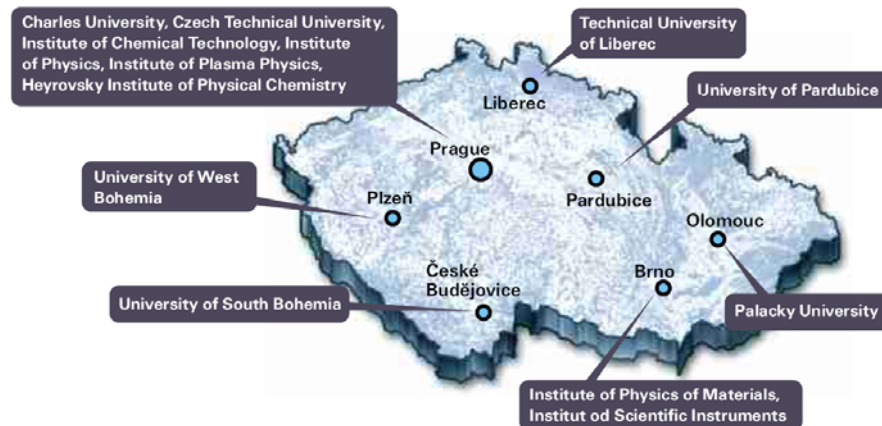 Charles University, Czech Technical University,
Institute of Chemical Technology, Institute
of Physics, Institute of Plasma Physics,
Heyrovsky Institute of Physical Chemistry
Technical University
of Liberec
Liberec
University of Pardubice
Prague
University of West
Bohemia
Plzeň
Pardubice
Olomouc
České
Budějovice
Brno
University of South Bohemia
Palacky University
Institute of Physics of Materials,
Institut od Scientific Instruments